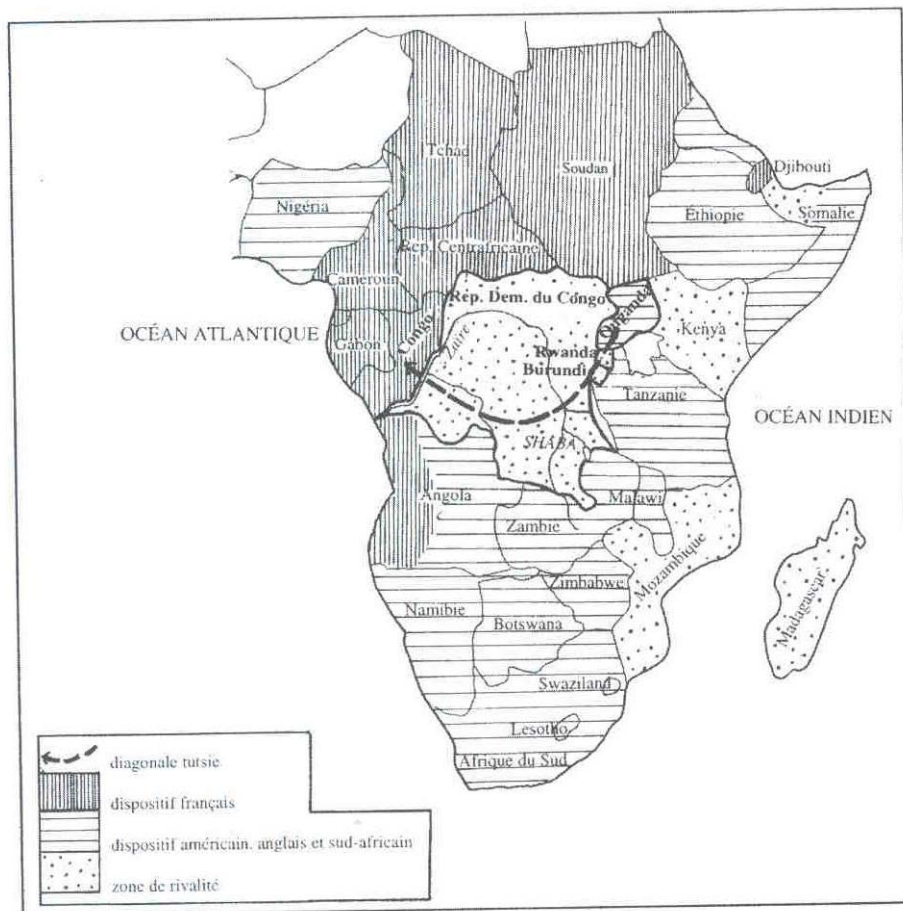 Tchad
Soudan
Djibouti
Nigéria
Éthiopie
Somalie
Rép. Centrafricaine
Cameroun
Rép. Dem. du Congo
Ouganda
OCÉAN ATLANTIQUE
Gabon
Congo
Zaïre
Kenya
Rwanda
Burundi
Tanzanie
OCÉAN INDIEN
SHABA
Angola
Malawi
Zambie
Mozambique
Madagascar
Zimbabwe
Namibie
Botswana
Swaziland
Lesotho
Afrique du Sud
diagonale tutsie
dispositif français
dispositif américain, anglais et sud-africain
zone de rivalité